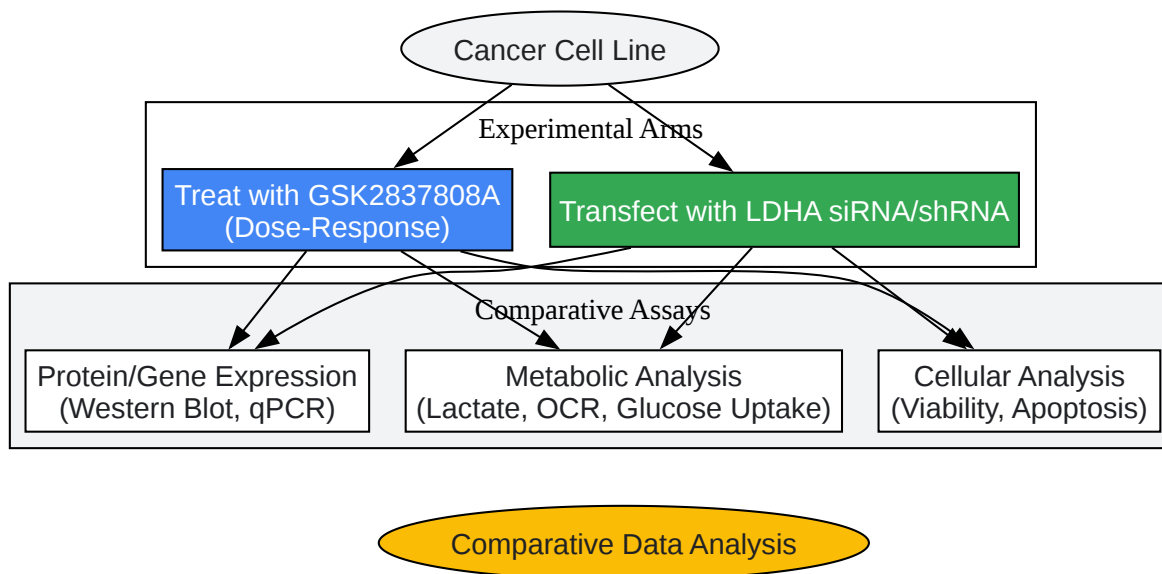 Cancer Cell Line
Experimental Arms
Treat with GSK2837808A
(Dose-Response)
Transfect with LDHA siRNA/shRNA
Comparative Assays
Protein/Gene Expression
(Western Blot, qPCR)
Metabolic Analysis
(Lactate, OCR, Glucose Uptake)
Cellular Analysis
(Viability, Apoptosis)
Comparative Data Analysis